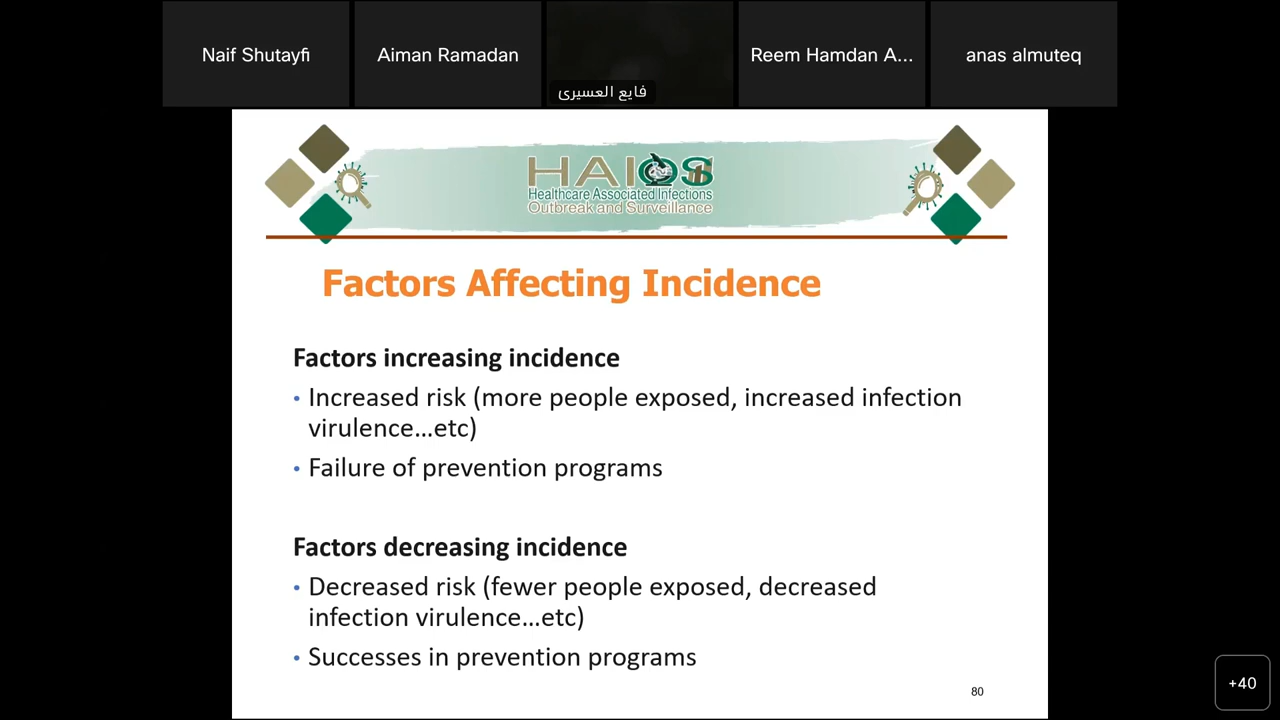 Naif Shutayfi
Aiman Ramadan
فايع العسيرى
Reem Hamdan A...
anas almuteq
HAIOS
Healthcare Associated Infections
Outbreak and Surveillance
Factors Affecting Incidence
Factors increasing incidence
• Increased risk (more people exposed, increased infection
virulence...etc)
• Failure of prevention programs
Factors decreasing incidence
• Decreased risk (fewer people exposed, decreased
infection virulence...etc)
• Successes in prevention programs
80
+40